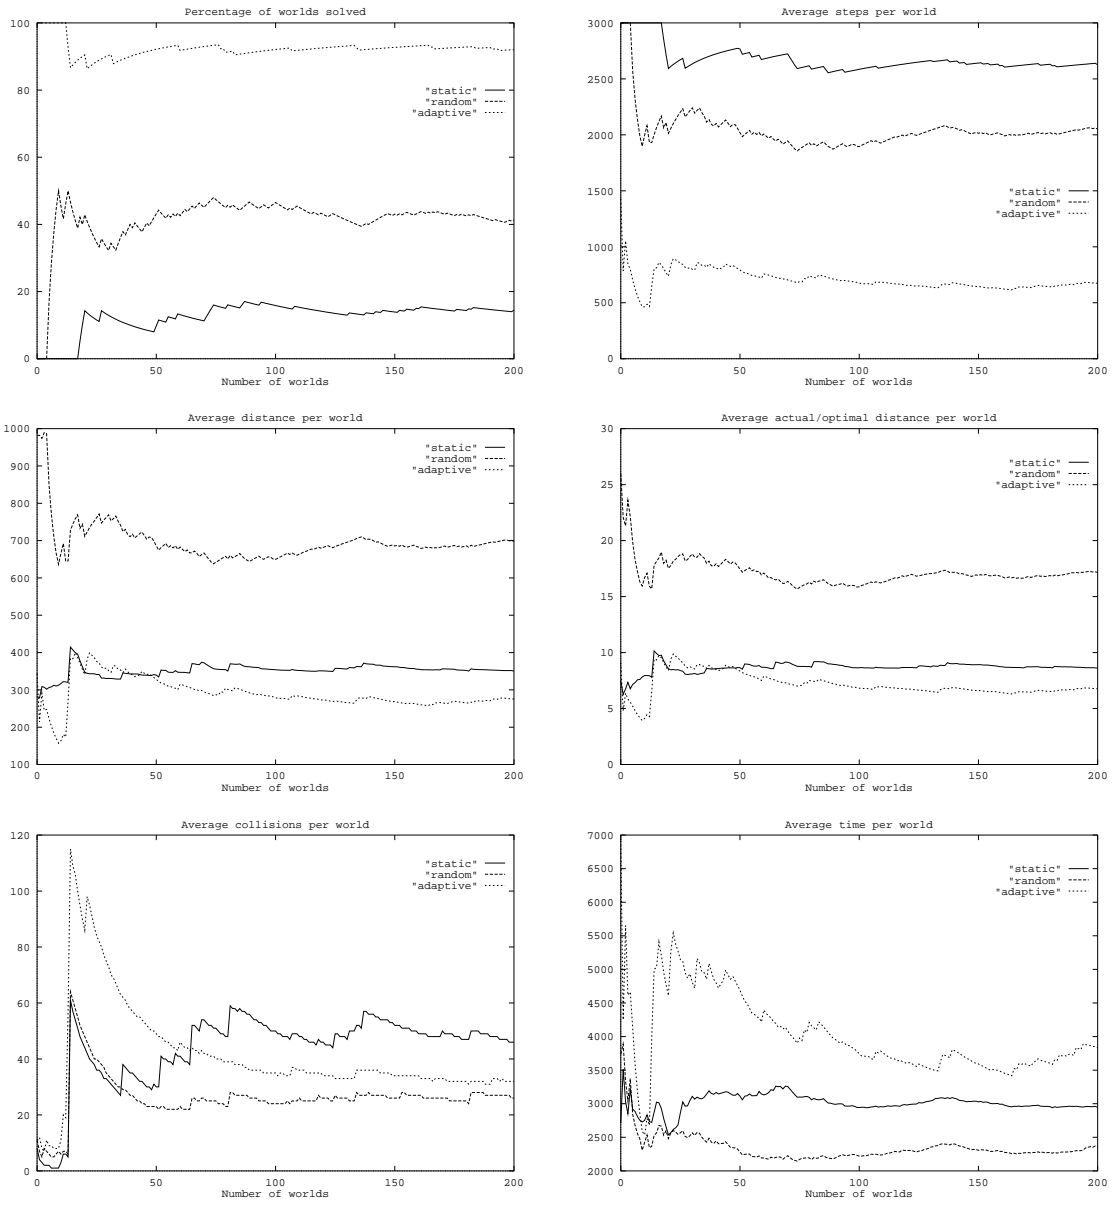 Percentage of worlds solved
100
80
60
40
20
0
"static"
"random"
"adaptive"
0 50 100 150 200
Number of worlds
Average steps per world
3000
2500
2000
1500
1000
500
0
"static"
"random"
"adaptive"
0 50 100 150 200
Number of worlds
Average distance per world
1000
900
800
700
600
500
400
300
200
100
"static"
"random"
"adaptive"
0 50 100 150 200
Number of worlds
Average actual/optimal distance per world
30
25
20
15
10
5
0
"static"
"random"
"adaptive"
0 50 100 150 200
Number of worlds
Average collisions per world
120
100
80
60
40
20
0
"static"
"random"
"adaptive"
0 50 100 150 200
Number of worlds
Average time per world
7000
6500
6000
5500
5000
4500
4000
3500
3000
2500
2000
"static"
"random"
"adaptive"
0 50 100 150 200
Number of worlds